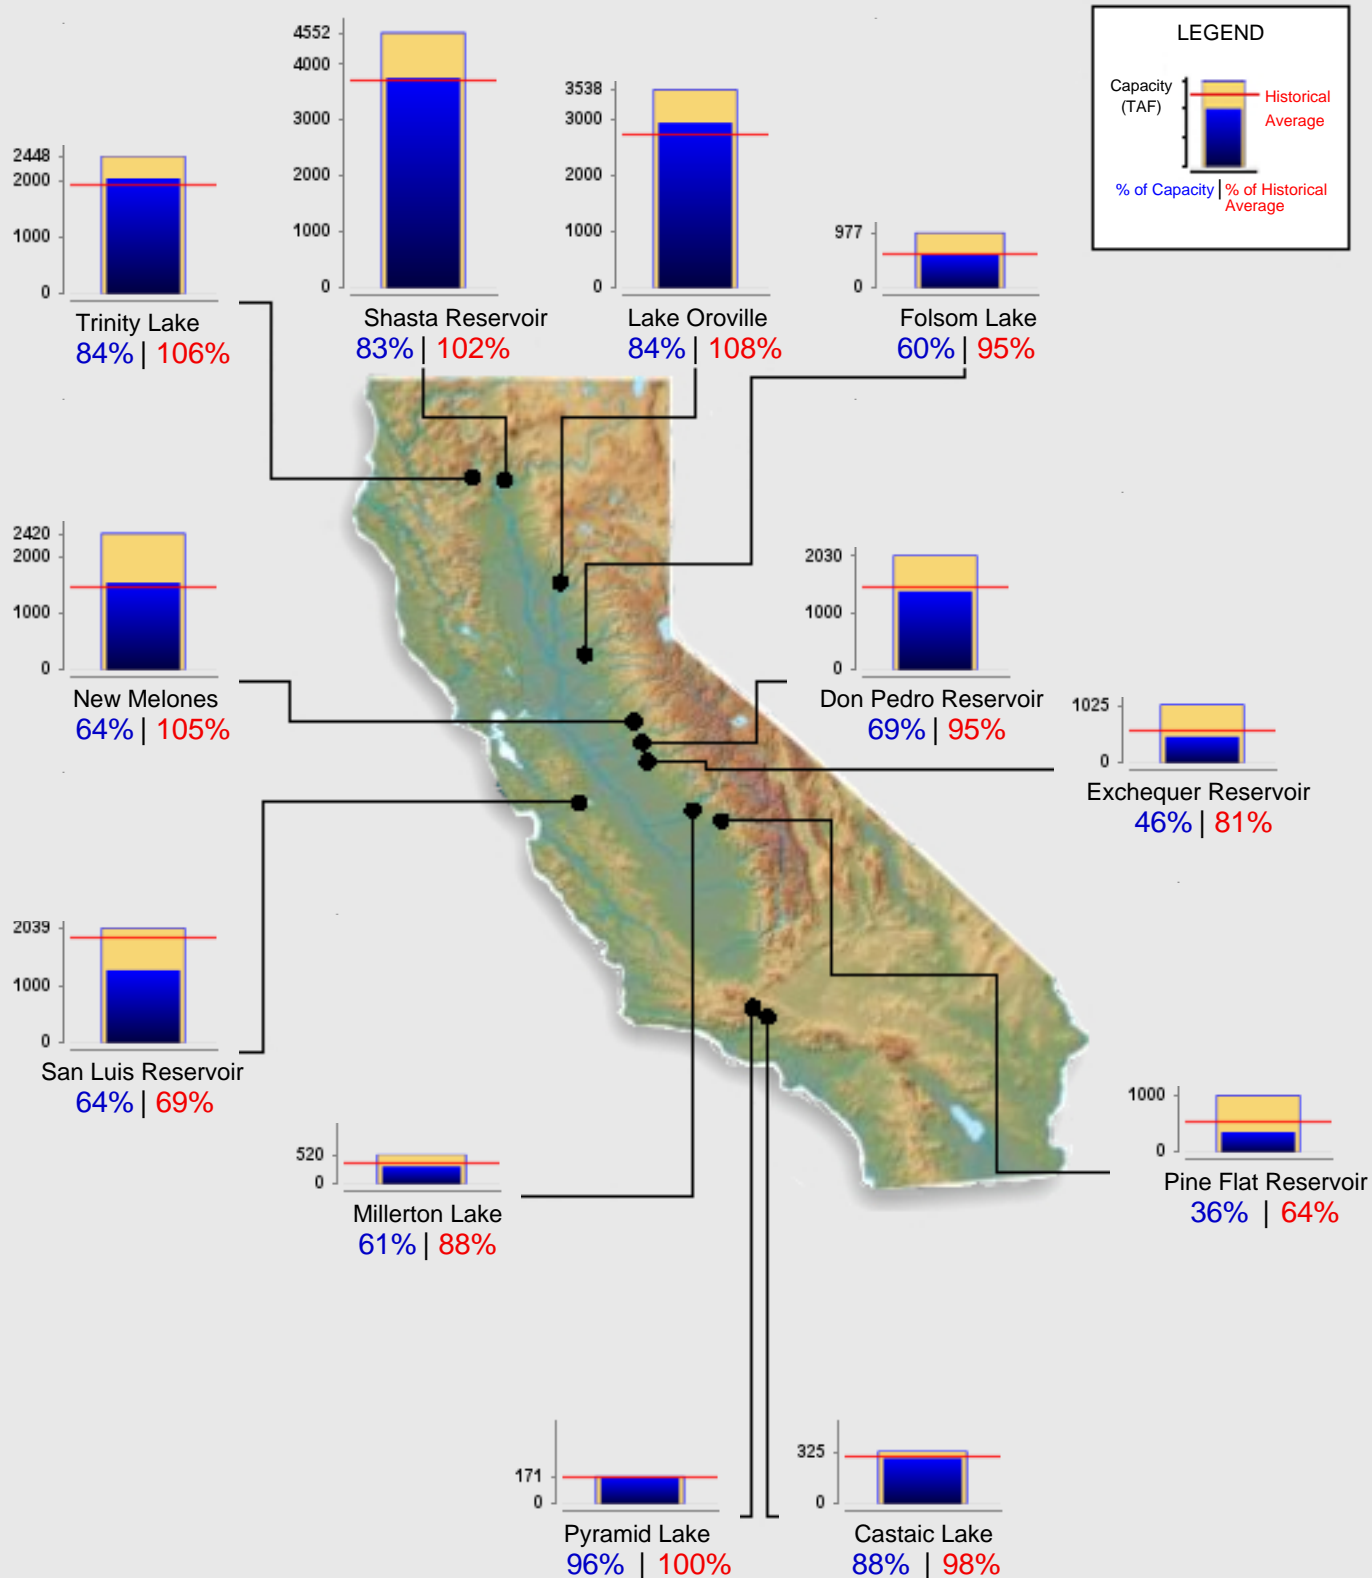 LEGEND
Capacity
(TAF)
Historical
Average
% of Capacity | % of Historical
Average
4552
4000
3000
2000
1000
0
Shasta Reservoir
83% | 102%
3538
3000
2000
1000
0
Lake Oroville
84% | 108%
2448
2000
1000
0
Trinity Lake
84% | 106%
977
0
Folsom Lake
60% | 95%
2420
2000
1000
0
New Melones
64% | 105%
2030
1000
0
Don Pedro Reservoir
69% | 95%
1025
0
Exchequer Reservoir
46% | 81%
2039
1000
0
San Luis Reservoir
64% | 69%
1000
0
Pine Flat Reservoir
36% | 64%
520
0
Millerton Lake
61% | 88%
171
0
Pyramid Lake
96% | 100%
325
0
Castaic Lake
88% | 98%